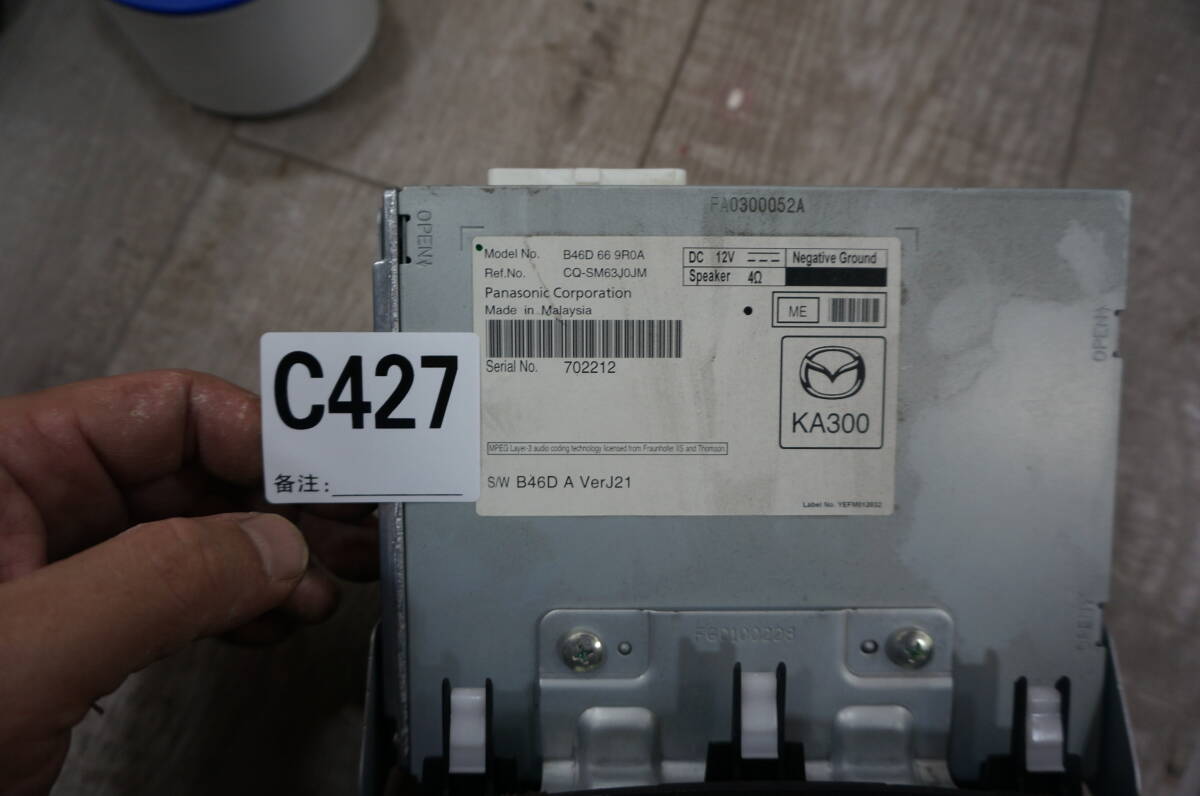 FA0300052A
OPEN
Model No. B46D 66 9R0A
Ref.No. CQ-SM63J0JM
Panasonic Corporation
Made in Malaysia
DC 12V Negative Ground
Speaker 4Ω
ME
Serial No. 702212
KA300
MPEG Layer-3 audio coding technology licensed from Fraunhofer IIS and Thomson.
S/W B46D A VerJ21
Label No.
OPEN
C427
备注: